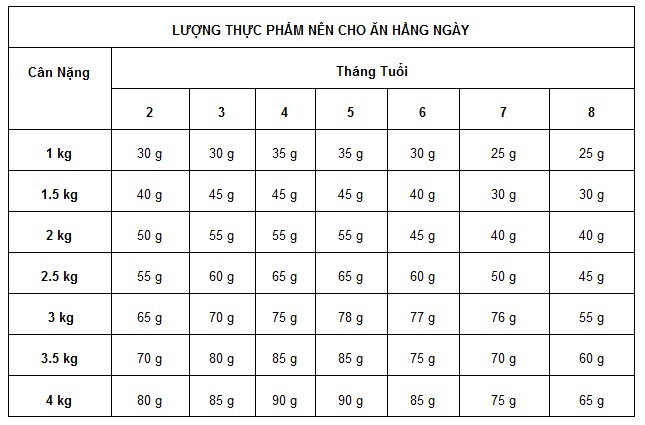 LƯỢNG THỰC PHẨM NÊN CHO ĂN HẰNG NGÀY
Cân Nặng Tháng Tuổi
2 3 4 5 6 7 8
1 kg 30 g 30 g 35 g 35 g 30 g 25 g 25 g
1.5 kg 40 g 45 g 45 g 45 g 40 g 30 g 30 g
2 kg 50 g 55 g 55 g 55 g 45 g 40 g 40 g
2.5 kg 55 g 60 g 65 g 65 g 60 g 50 g 45 g
3 kg 65 g 70 g 75 g 78 g 77 g 76 g 55 g
3.5 kg 70 g 80 g 85 g 85 g 75 g 70 g 60 g
4 kg 80 g 85 g 90 g 90 g 85 g 75 g 65 g